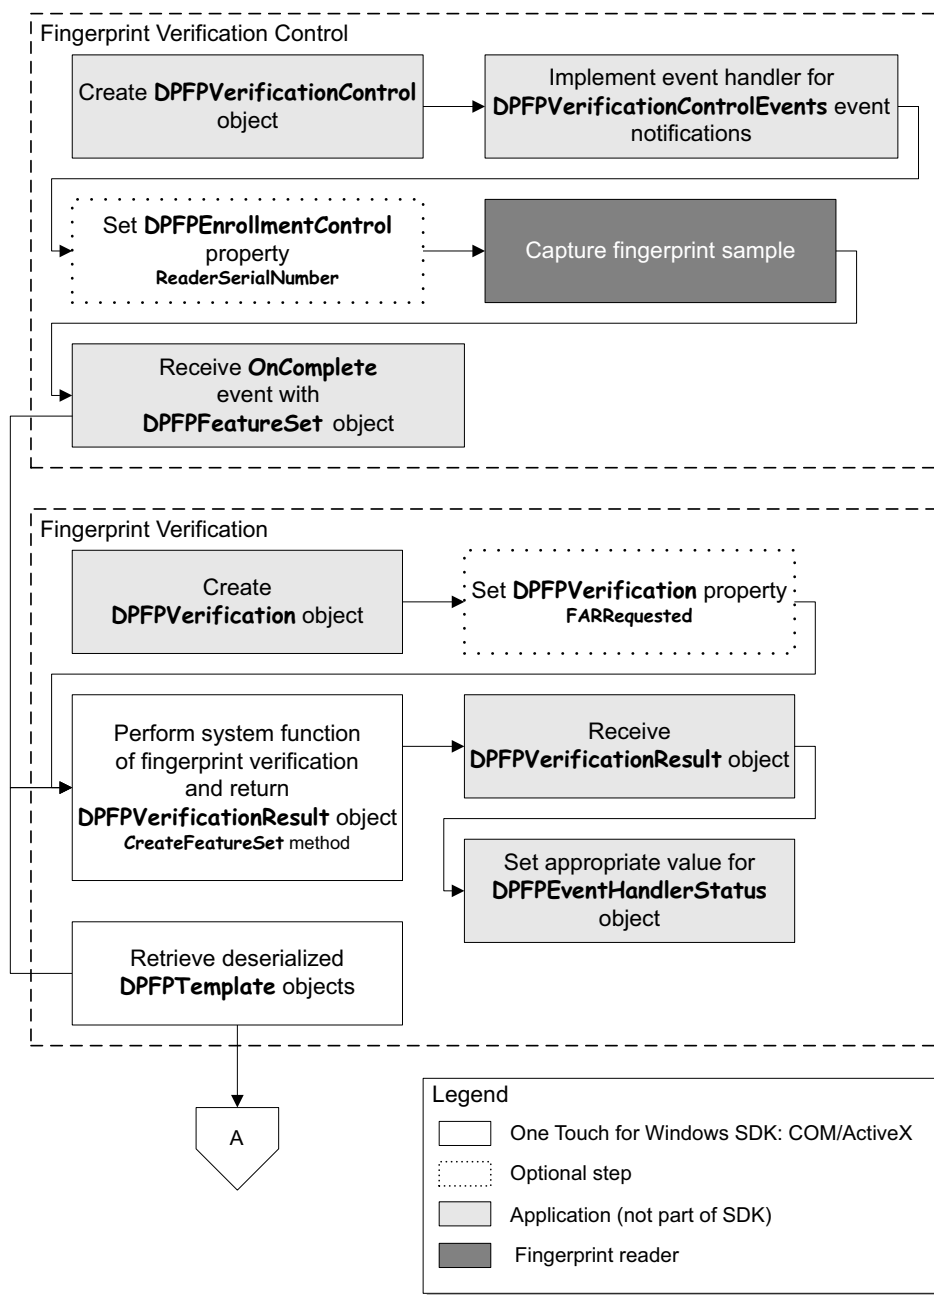 Fingerprint Verification Control
Create DPFPVerificationControl
object
Implement event handler for
DPFPVerificationControlEvents event
notifications
Set DPFPEnrollmentControl
property
ReaderSerialNumber
Capture fingerprint sample
Receive OnComplete
event with
DPFPFeatureSet object
Fingerprint Verification
Create
DPFPVerification object
Set DPFPVerification property
FARRequested
Perform system function
of fingerprint verification
and return
DPFPVerificationResult object
CreateFeatureSet method
Receive
DPFPVerificationResult object
Set appropriate value for
DPFPEventHandlerStatus
object
Retrieve deserialized
DPFPTemplate objects
A
Legend
One Touch for Windows SDK: COM/ActiveX
Optional step
Application (not part of SDK)
Fingerprint reader